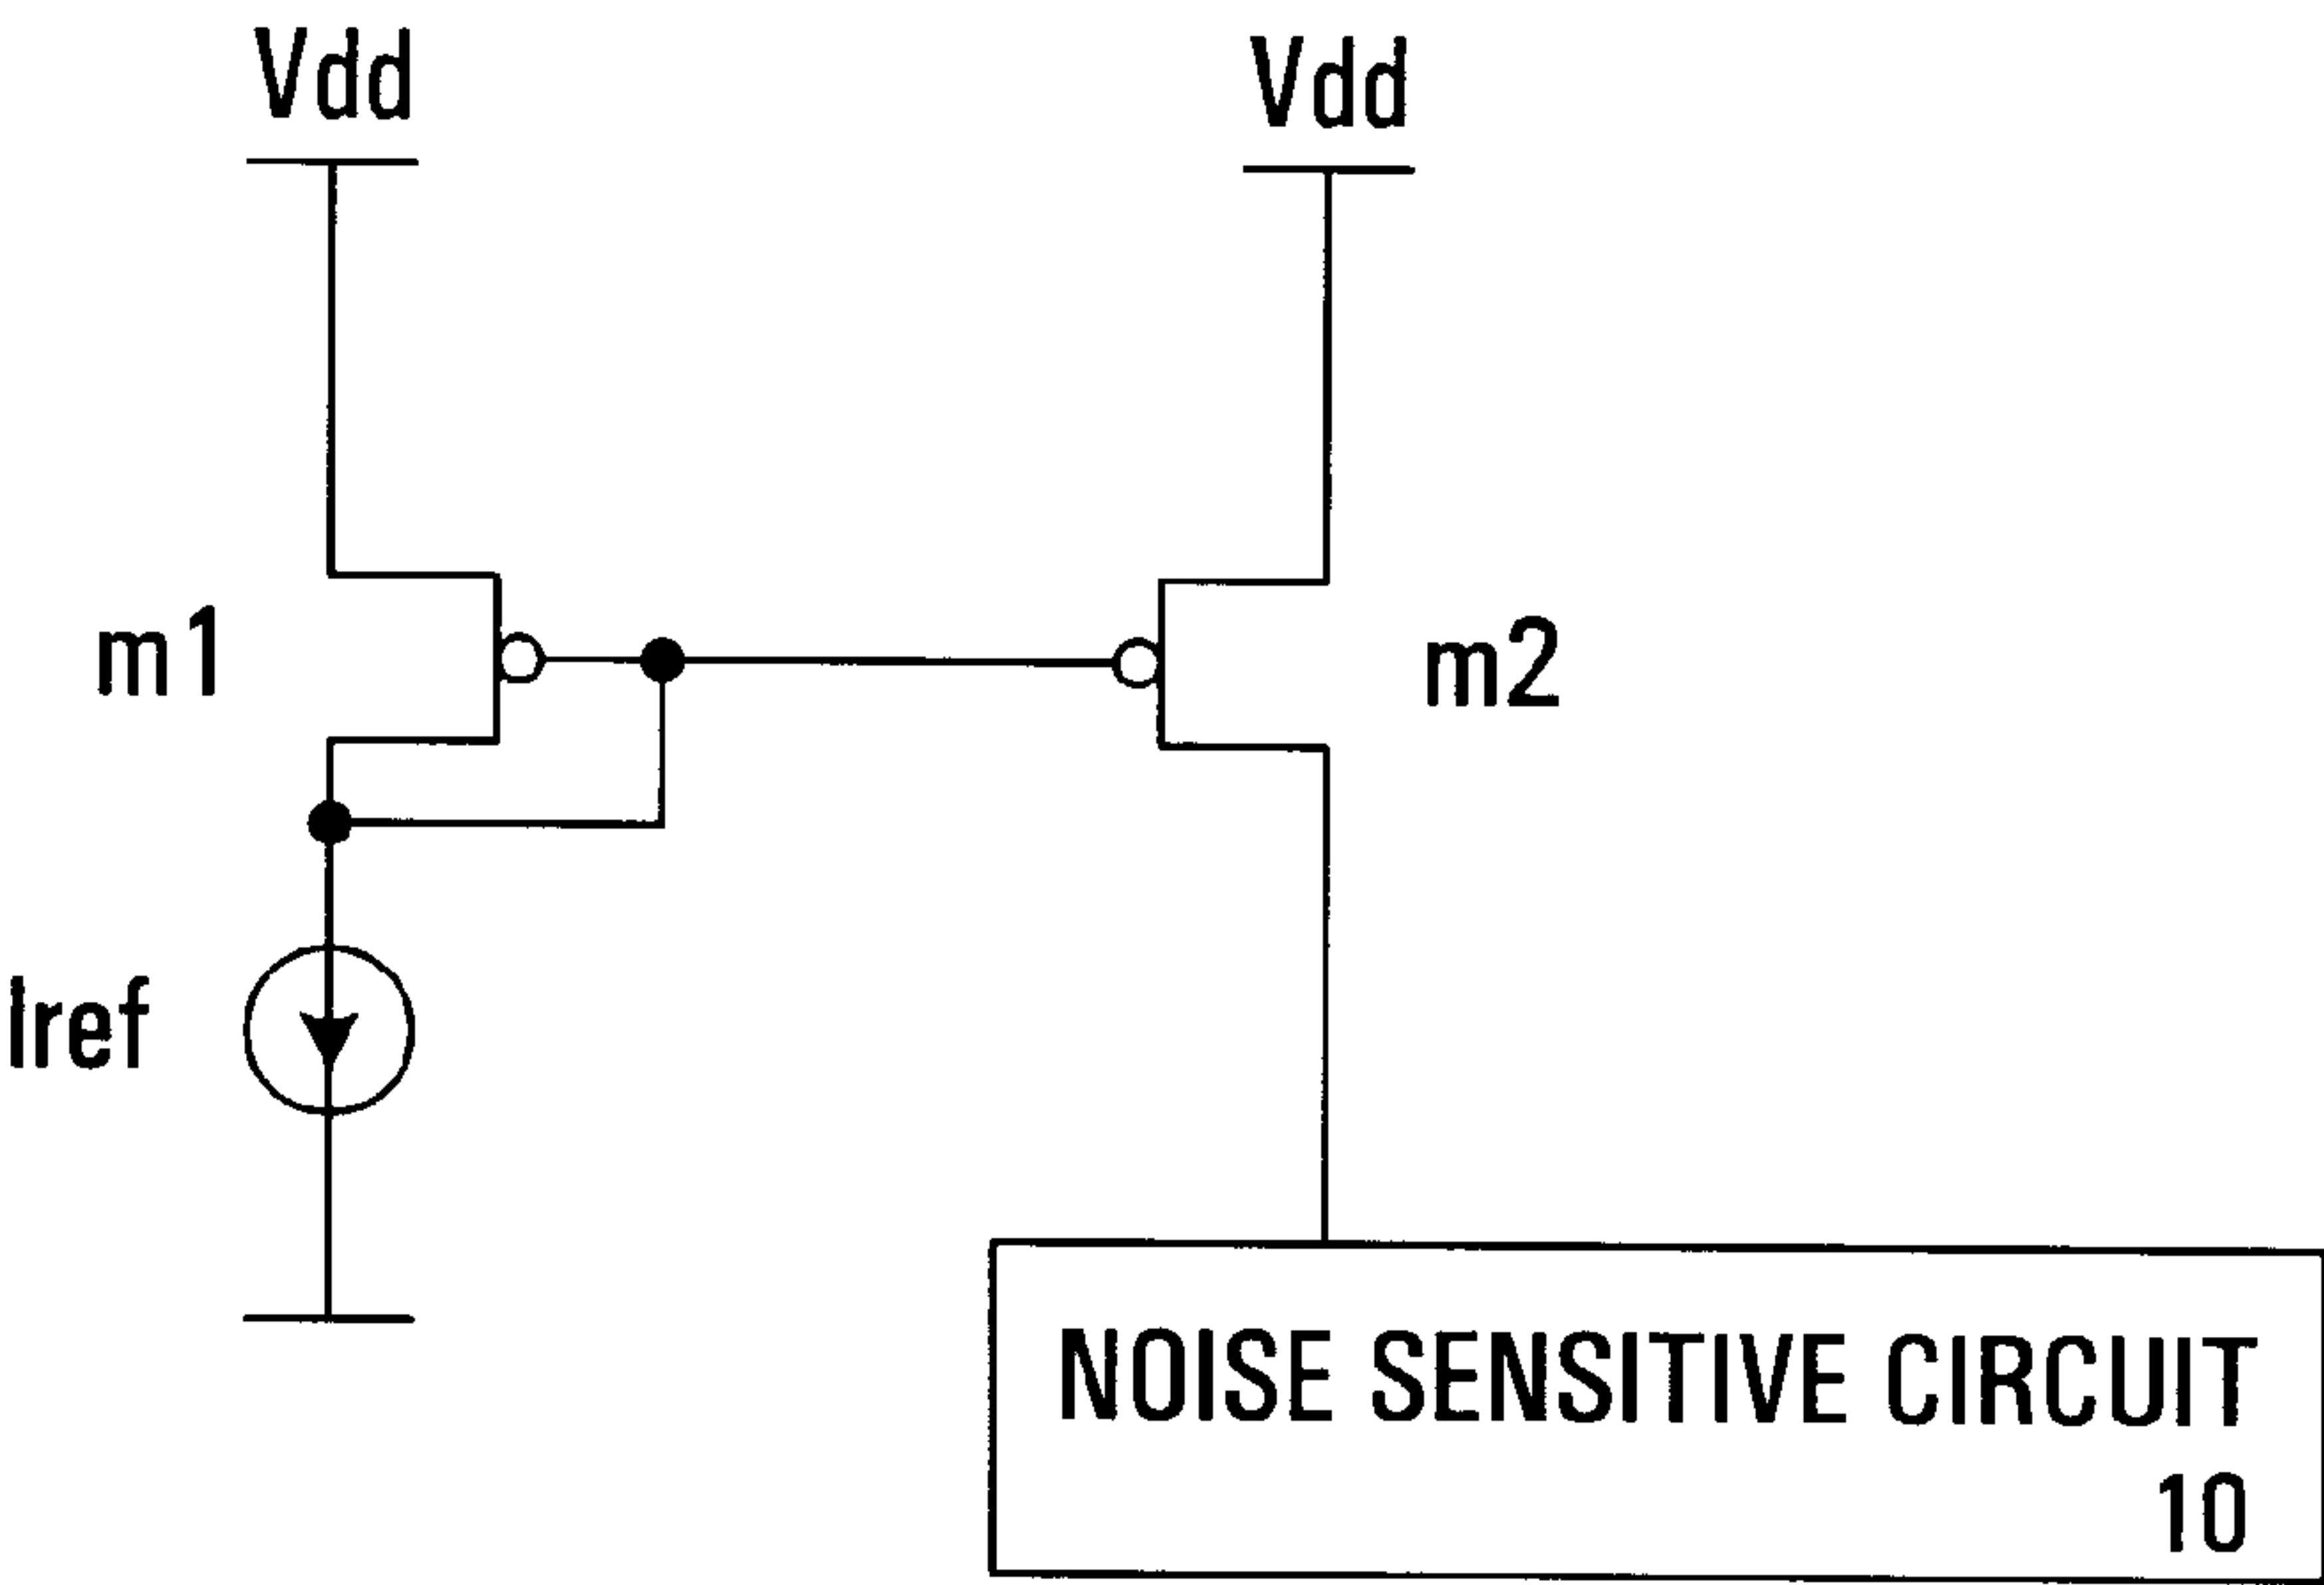 Vdd
Vdd
m1
m2
Iref
NOISE SENSITIVE CIRCUIT
10